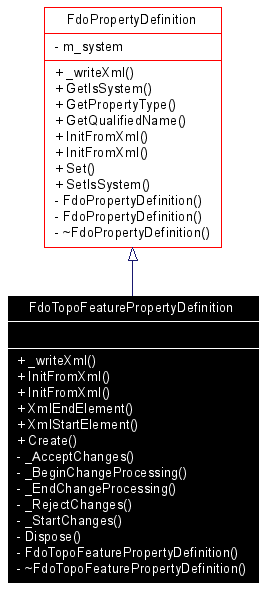 FdoPropertyDefinition
- m_system
+ _writeXml()
+ GetIsSystem()
+ GetPropertyType()
+ GetQualifiedName()
+ InitFromXml()
+ InitFromXml()
+ Set()
+ SetIsSystem()
- FdoPropertyDefinition()
- FdoPropertyDefinition()
- ~FdoPropertyDefinition()
FdoTopoFeaturePropertyDefinition
+ _writeXml()
+ InitFromXml()
+ InitFromXml()
+ XmlEndElement()
+ XmlStartElement()
+ Create()
- _AcceptChanges()
- _BeginChangeProcessing()
- _EndChangeProcessing()
- _RejectChanges()
- _StartChanges()
- Dispose()
- FdoTopoFeaturePropertyDefinition()
- ~FdoTopoFeaturePropertyDefinition()